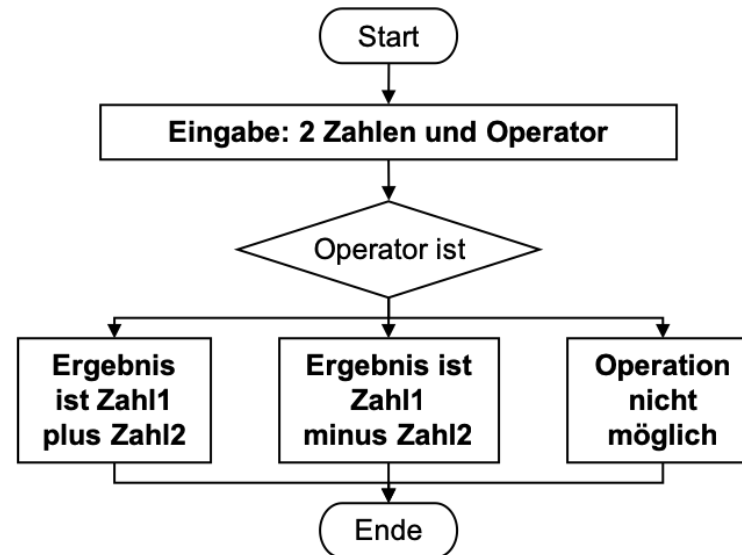 Start
Eingabe: 2 Zahlen und Operator
Operator ist
Ergebnis
ist Zahl1
plus Zahl2
Ergebnis ist
Zahl1
minus Zahl2
Operation
nicht
möglich
Ende